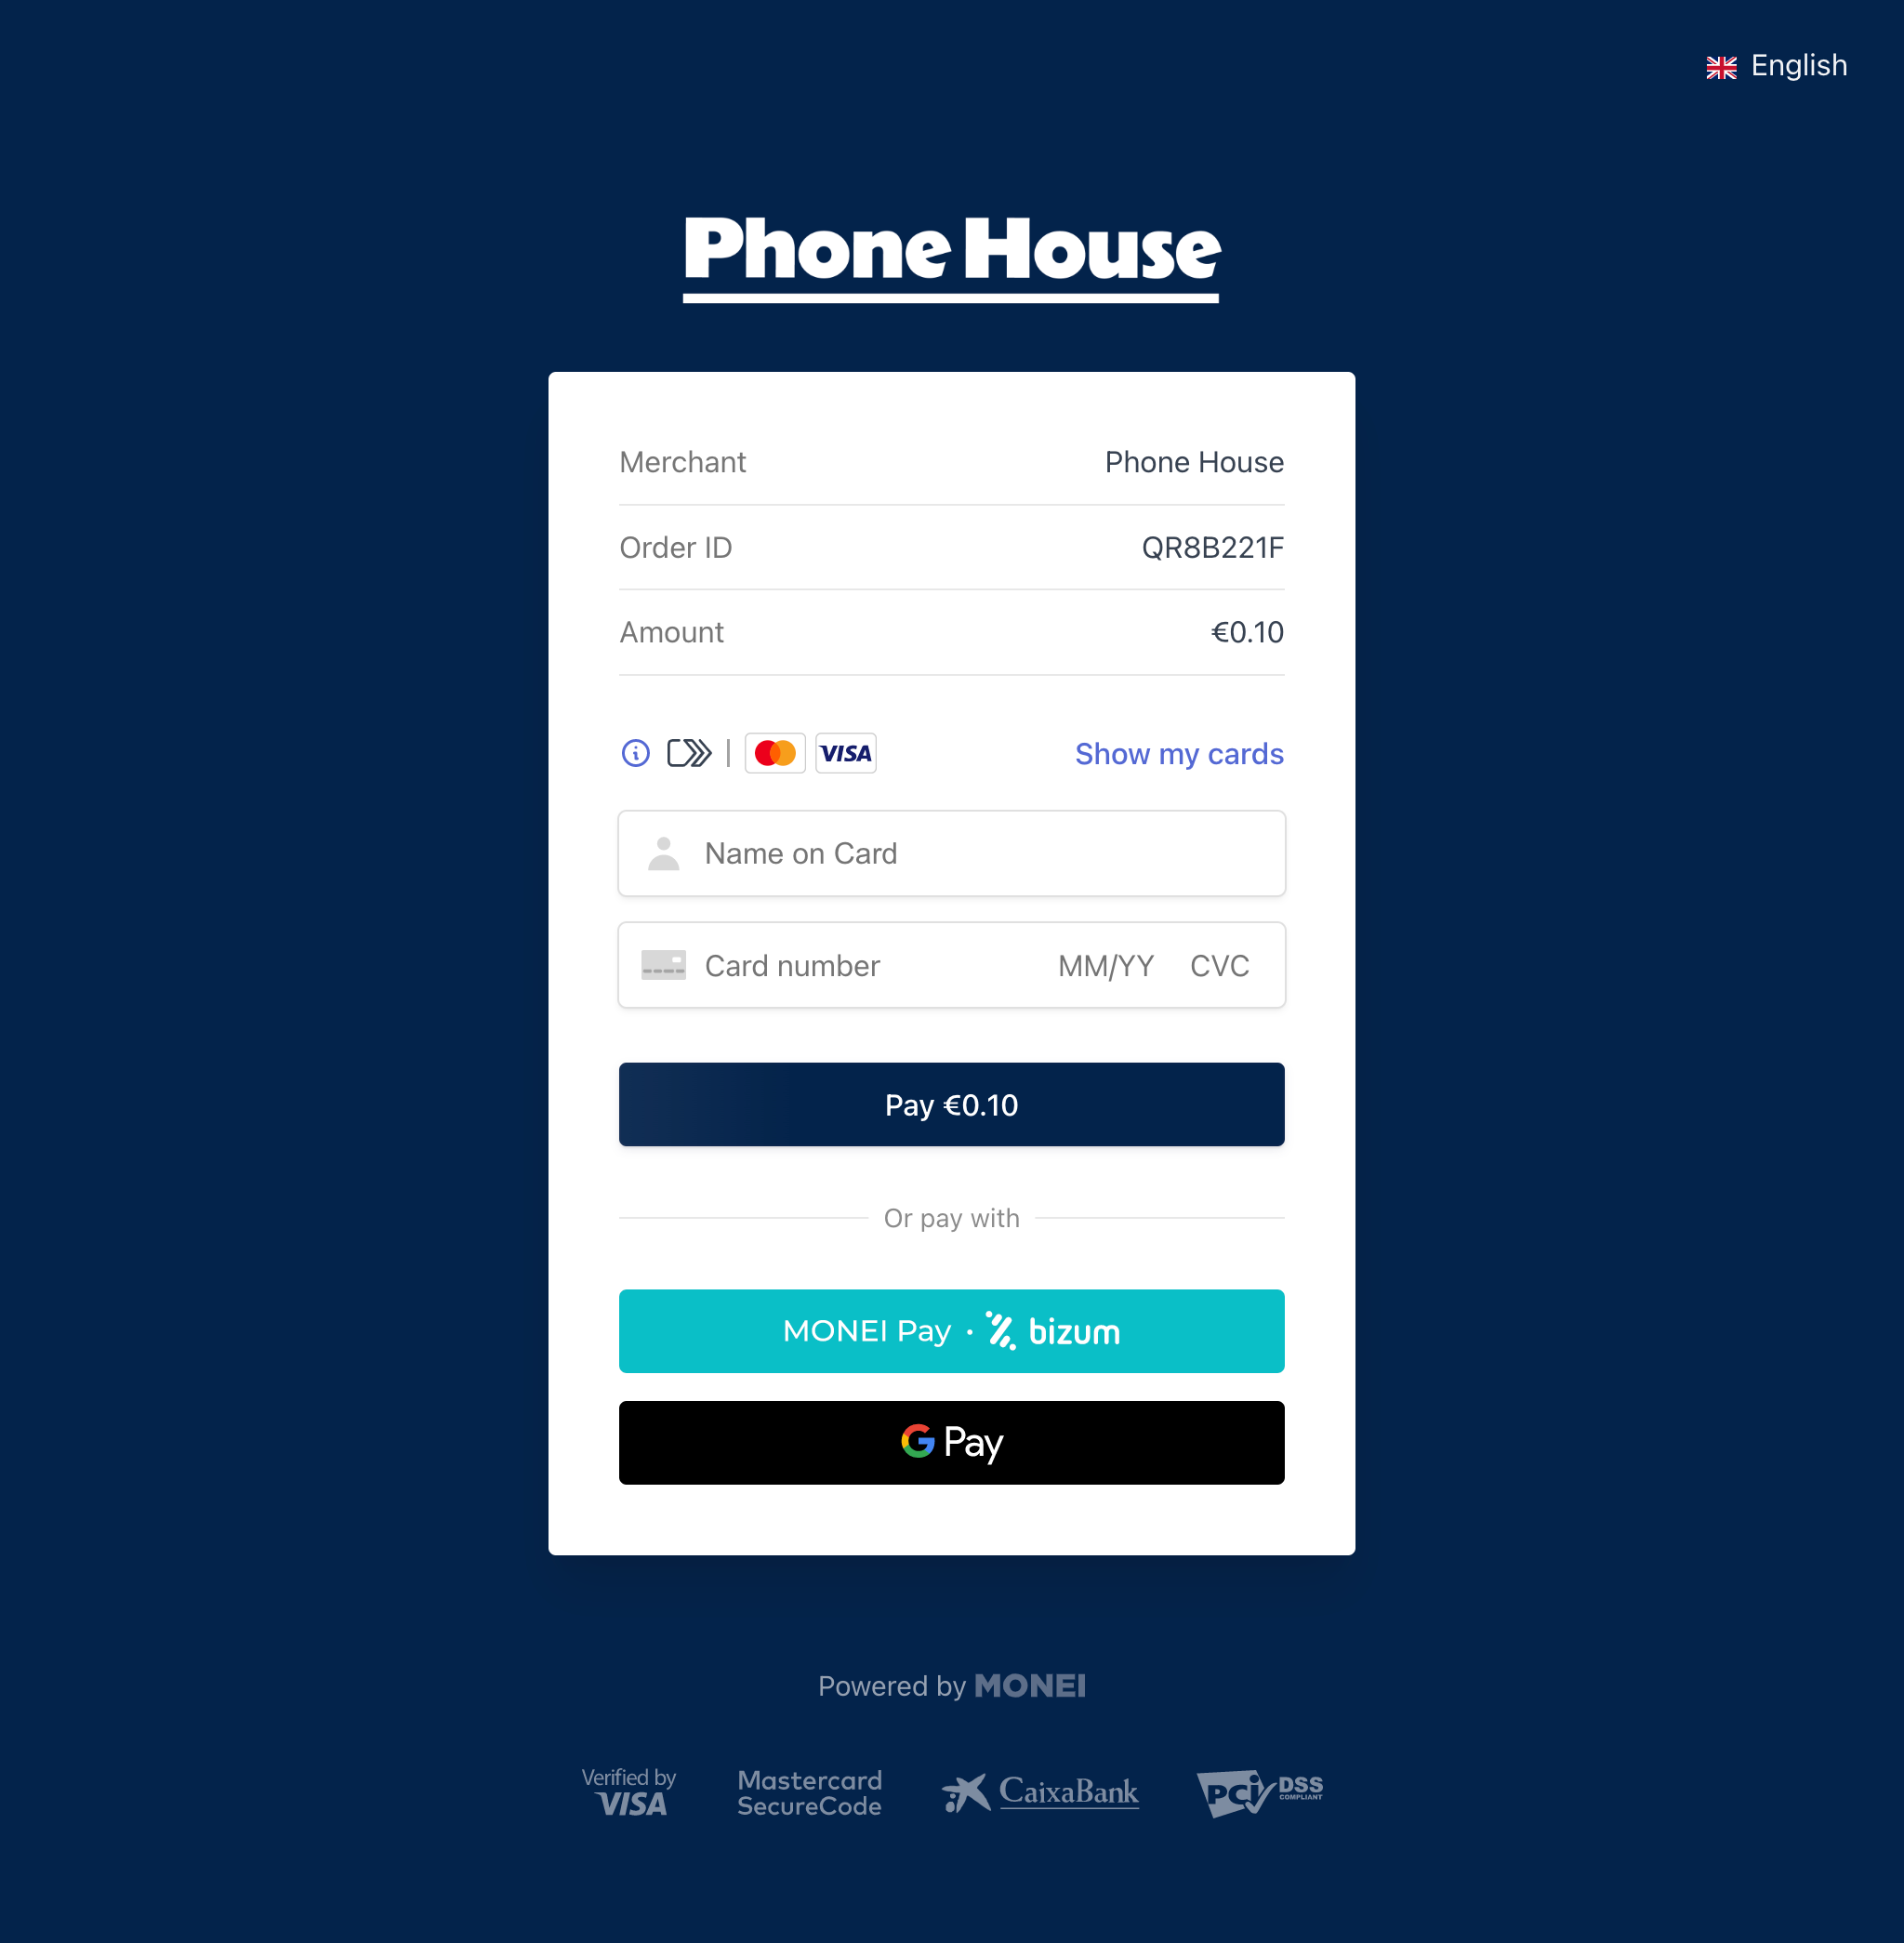 English
Phone House
Merchant Phone House
Order ID QR8B221F
Amount €0.10
VISA Show my cards
Name on Card
Card number MM/YY CVC
Pay €0.10
Or pay with
MONEI Pay · bizum
G Pay
Powered by MONEI
Verified by VISA
Mastercard SecureCode
CaixaBank
PCI DSS COMPLIANT